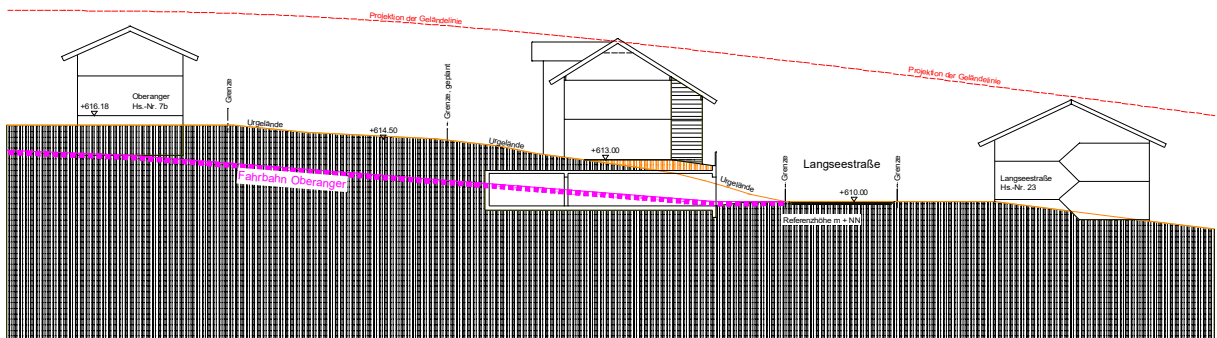 Projektion der Geländelinie
Projektion der Geländelinie
Oberanger
Hs.-Nr. 7b
+616.18
Grenze
Grenze - geplant
Urgelände
+614.50
Urgelände
+613.00
Urgelände
Fahrbahn Oberanger
Grenze
Langseestraße
Grenze
+610.00
Referenzhöhe m + NN
Langseestraße
Hs.-Nr. 23